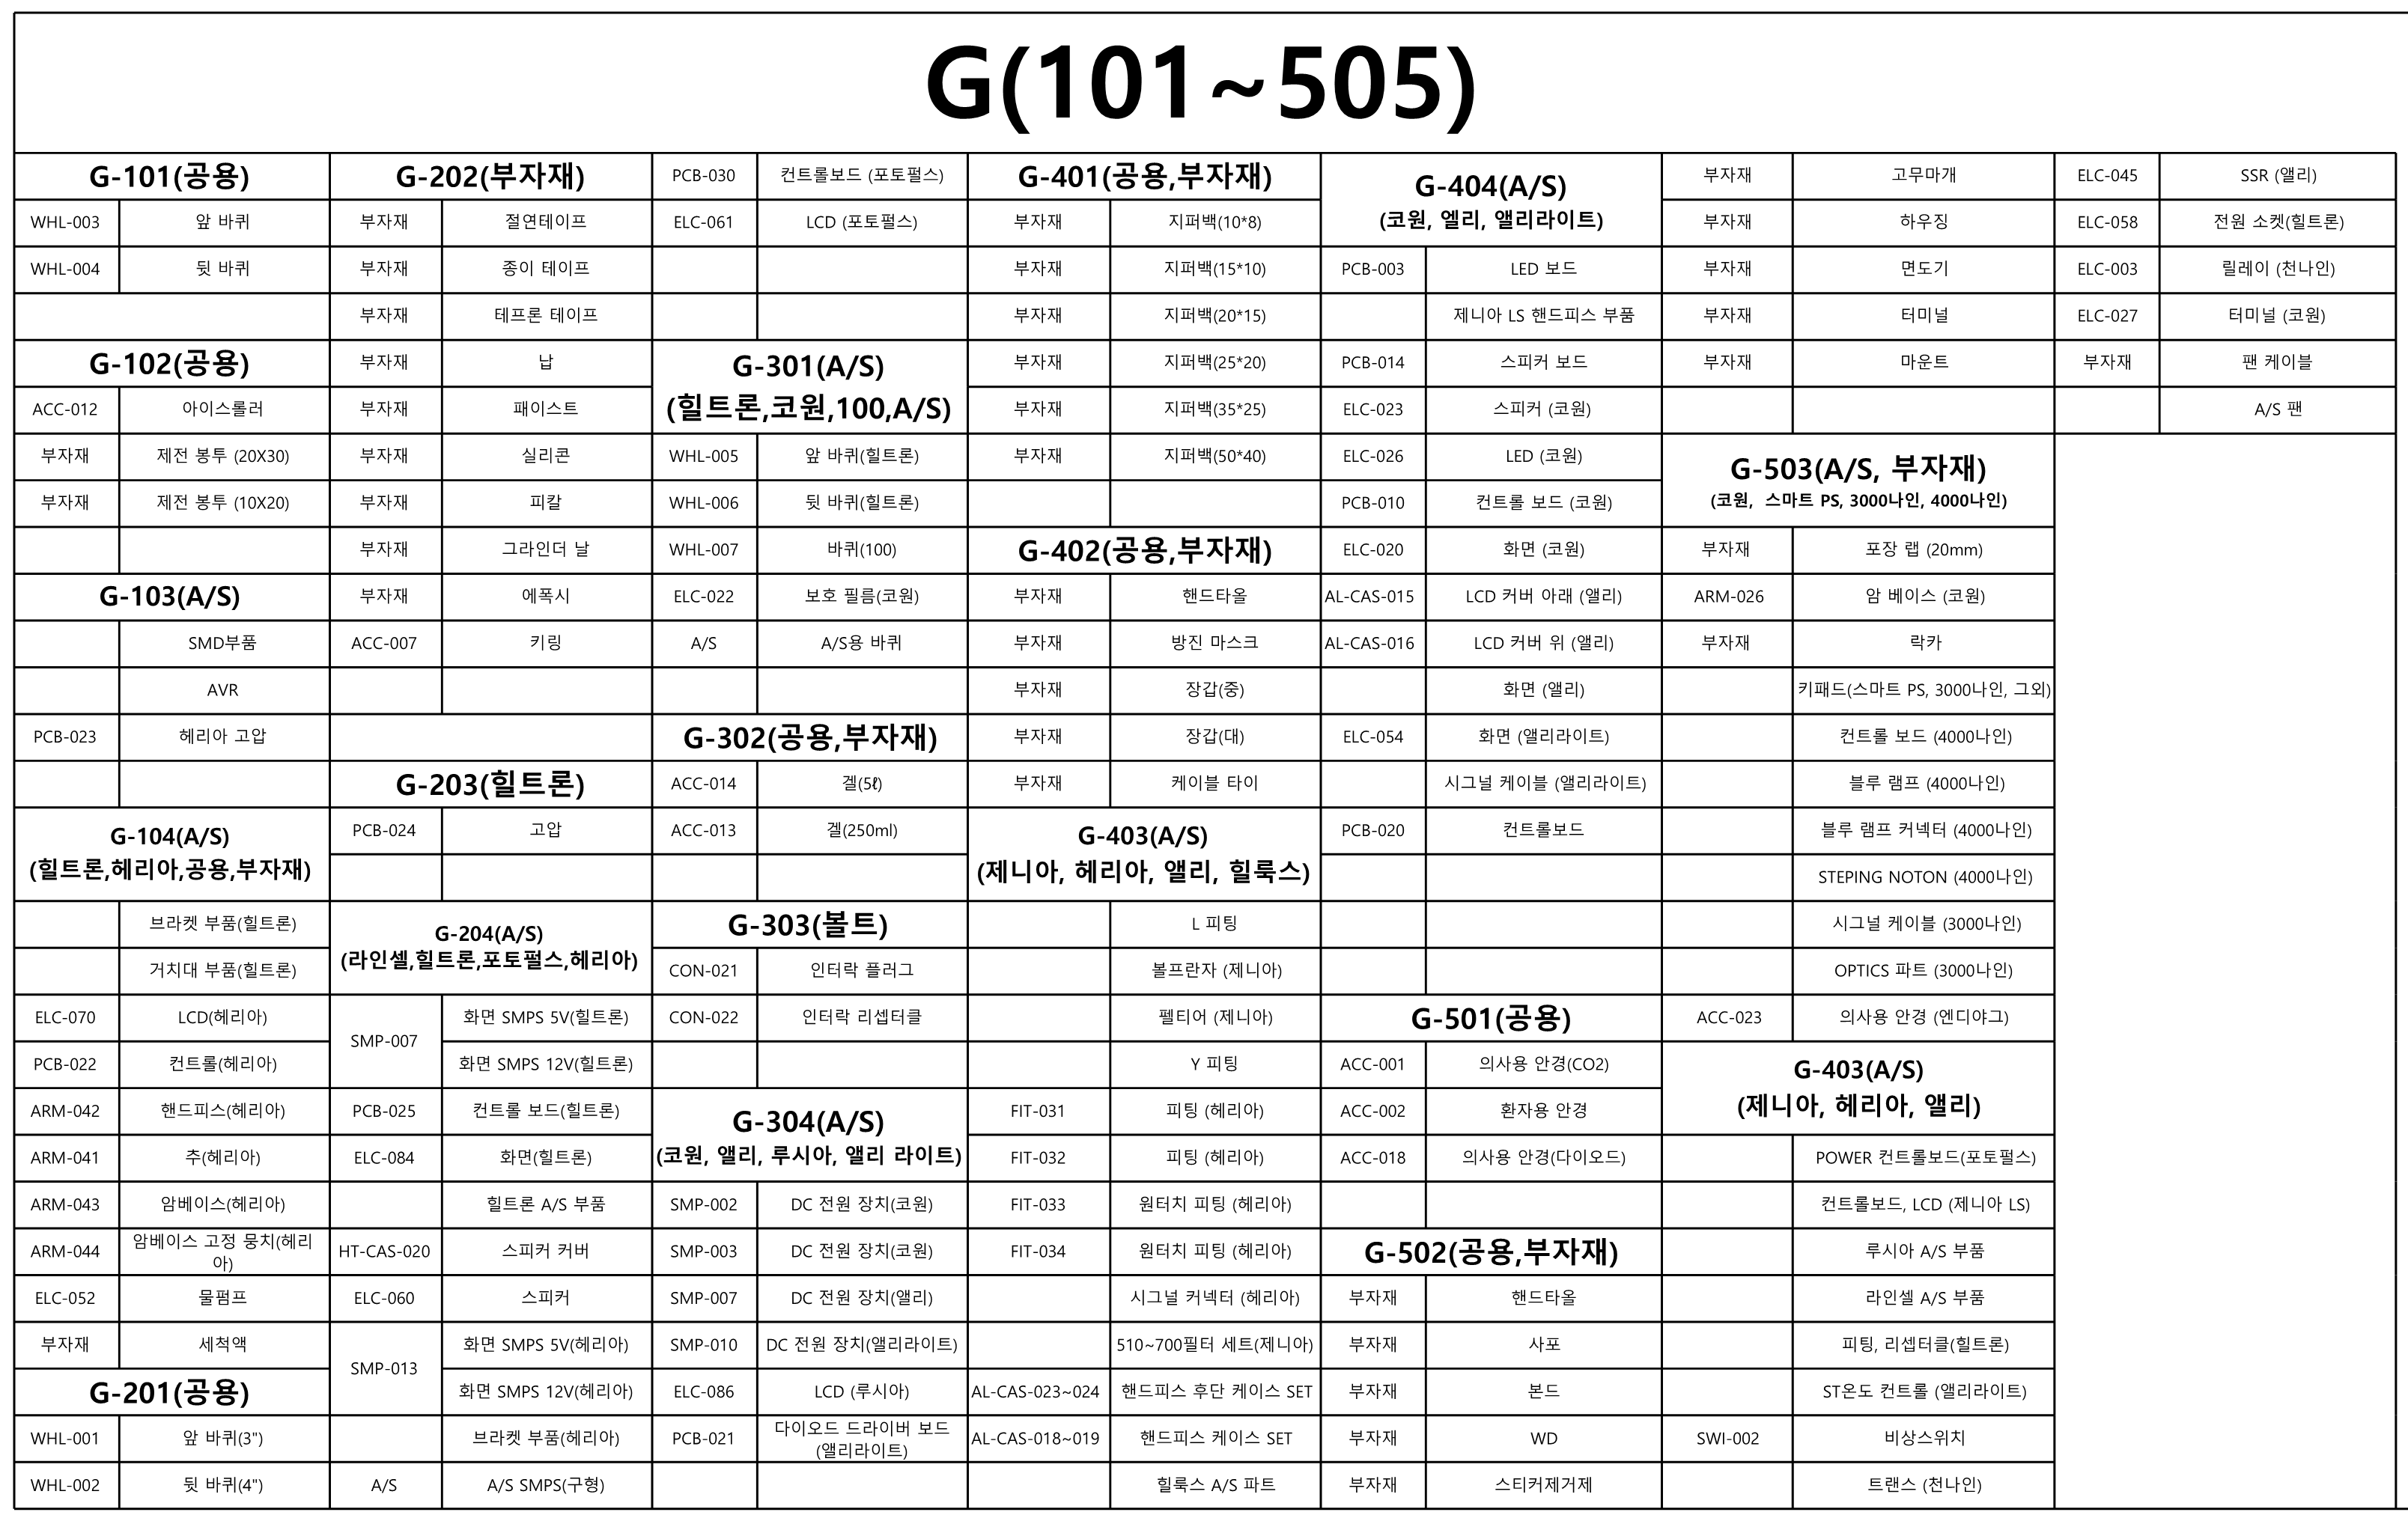 G(101~505)
G-101(공용)
WHL-003 앞 바퀴
WHL-004 뒷 바퀴
G-102(공용)
ACC-012 아이스롤러
부자재 제전 봉투 (20X30)
부자재 제전 봉투 (10X20)
G-103(A/S)
SMD부품
AVR
PCB-023 헤리아 고압
G-104(A/S)
(힐트론,헤리아,공용,부자재)
브라켓 부품(힐트론)
거치대 부품(힐트론)
ELC-070 LCD(헤리아)
PCB-022 컨트롤(헤리아)
ARM-042 핸드피스(헤리아)
ARM-041 추(헤리아)
ARM-043 암베이스(헤리아)
ARM-044 암베이스 고정 뭉치(헤리
아)
ELC-052 물펌프
부자재 세척액
G-201(공용)
WHL-001 앞 바퀴(3")
WHL-002 뒷 바퀴(4")
G-202(부자재)
부자재 절연테이프
부자재 종이 테이프
부자재 테프론 테이프
부자재 납
부자재 패이스트
부자재 실리콘
부자재 피칼
부자재 그라인더 날
부자재 에폭시
ACC-007 키링
G-203(힐트론)
PCB-024 고압
G-204(A/S)
(라인셀,힐트론,포토펄스,헤리아)
SMP-007 화면 SMPS 5V(힐트론)
화면 SMPS 12V(힐트론)
PCB-025 컨트롤 보드(힐트론)
ELC-084 화면(힐트론)
힐트론 A/S 부품
HT-CAS-020 스피커 커버
ELC-060 스피커
SMP-013 화면 SMPS 5V(헤리아)
화면 SMPS 12V(헤리아)
브라켓 부품(헤리아)
A/S A/S SMPS(구형)
PCB-030 컨트롤보드 (포토펄스)
ELC-061 LCD (포토펄스)
G-301(A/S)
(힐트론,코원,100,A/S)
WHL-005 앞 바퀴(힐트론)
WHL-006 뒷 바퀴(힐트론)
WHL-007 바퀴(100)
ELC-022 보호 필름(코원)
A/S A/S용 바퀴
G-302(공용,부자재)
ACC-014 겔(5ℓ)
ACC-013 겔(250ml)
G-303(볼트)
CON-021 인터락 플러그
CON-022 인터락 리셉터클
G-304(A/S)
(코원, 앨리, 루시아, 앨리 라이트)
SMP-002 DC 전원 장치(코원)
SMP-003 DC 전원 장치(코원)
SMP-007 DC 전원 장치(앨리)
SMP-010 DC 전원 장치(앨리라이트)
ELC-086 LCD (루시아)
PCB-021 다이오드 드라이버 보드
(앨리라이트)
G-401(공용,부자재)
부자재 지퍼백(10*8)
부자재 지퍼백(15*10)
부자재 지퍼백(20*15)
부자재 지퍼백(25*20)
부자재 지퍼백(35*25)
부자재 지퍼백(50*40)
G-402(공용,부자재)
부자재 핸드타올
부자재 방진 마스크
부자재 장갑(중)
부자재 장갑(대)
부자재 케이블 타이
G-403(A/S)
(제니아, 헤리아, 앨리, 힐룩스)
L 피팅
볼프란자 (제니아)
펠티어 (제니아)
Y 피팅
FIT-031 피팅 (헤리아)
FIT-032 피팅 (헤리아)
FIT-033 원터치 피팅 (헤리아)
FIT-034 원터치 피팅 (헤리아)
시그널 커넥터 (헤리아)
510~700필터 세트(제니아)
AL-CAS-023~024 핸드피스 후단 케이스 SET
AL-CAS-018~019 핸드피스 케이스 SET
힐룩스 A/S 파트
G-404(A/S)
(코원, 엘리, 앨리라이트)
PCB-003 LED 보드
제니아 LS 핸드피스 부품
PCB-014 스피커 보드
ELC-023 스피커 (코원)
ELC-026 LED (코원)
PCB-010 컨트롤 보드 (코원)
ELC-020 화면 (코원)
AL-CAS-015 LCD 커버 아래 (앨리)
AL-CAS-016 LCD 커버 위 (앨리)
화면 (앨리)
ELC-054 화면 (앨리라이트)
시그널 케이블 (앨리라이트)
PCB-020 컨트롤보드
G-501(공용)
ACC-001 의사용 안경(CO2)
ACC-002 환자용 안경
ACC-018 의사용 안경(다이오드)
G-502(공용,부자재)
부자재 핸드타올
부자재 사포
부자재 본드
부자재 WD
부자재 스티커제거제
부자재 고무마개
부자재 하우징
부자재 면도기
부자재 터미널
부자재 마운트
G-503(A/S, 부자재)
(코원, 스마트 PS, 3000나인, 4000나인)
부자재 포장 랩 (20mm)
ARM-026 암 베이스 (코원)
부자재 락카
키패드(스마트 PS, 3000나인, 그외)
컨트롤 보드 (4000나인)
블루 램프 (4000나인)
블루 램프 커넥터 (4000나인)
STEPING NOTON (4000나인)
시그널 케이블 (3000나인)
OPTICS 파트 (3000나인)
ACC-023 의사용 안경 (엔디야그)
G-403(A/S)
(제니아, 헤리아, 앨리)
POWER 컨트롤보드(포토펄스)
컨트롤보드, LCD (제니아 LS)
루시아 A/S 부품
라인셀 A/S 부품
피팅, 리셉터클(힐트론)
ST온도 컨트롤 (앨리라이트)
SWI-002 비상스위치
트랜스 (천나인)
ELC-045 SSR (앨리)
ELC-058 전원 소켓(힐트론)
ELC-003 릴레이 (천나인)
ELC-027 터미널 (코원)
부자재 팬 케이블
A/S 팬